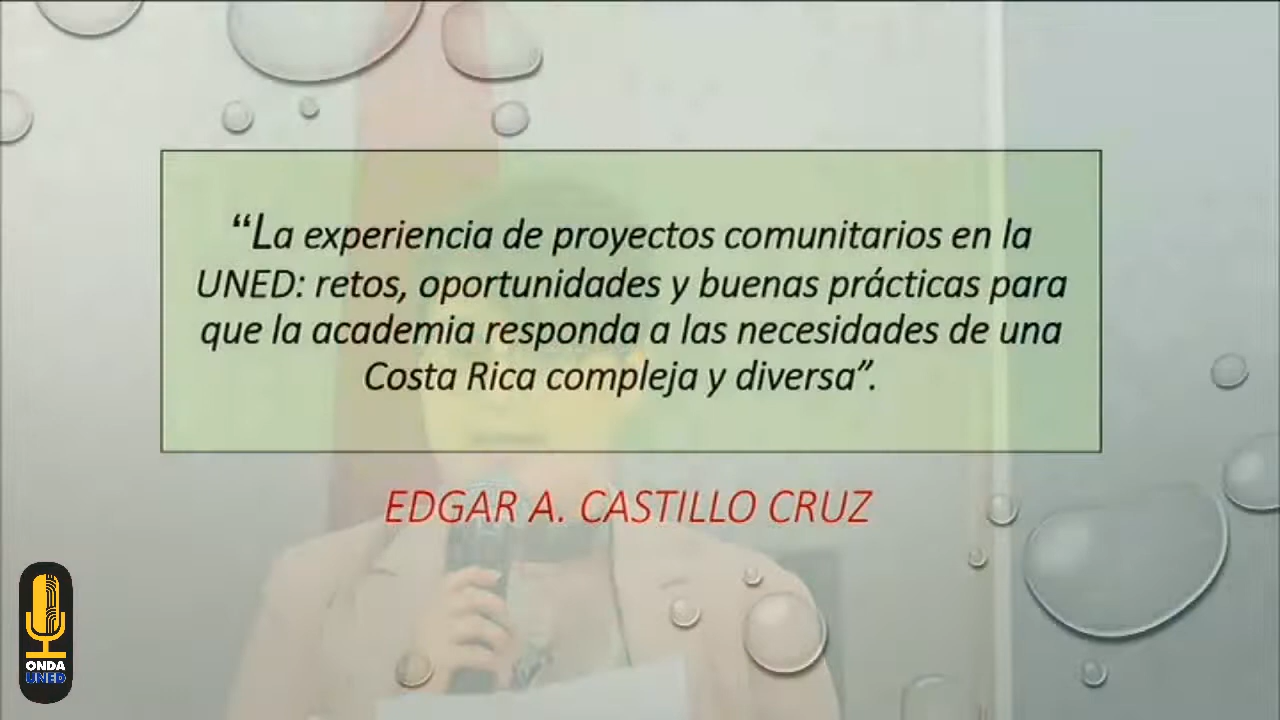 “La experiencia de proyectos comunitarios en la
UNED: retos, oportunidades y buenas prácticas para
que la academia responda a las necesidades de una
Costa Rica compleja y diversa”.
EDGAR A. CASTILLO CRUZ
ONDA
UNED